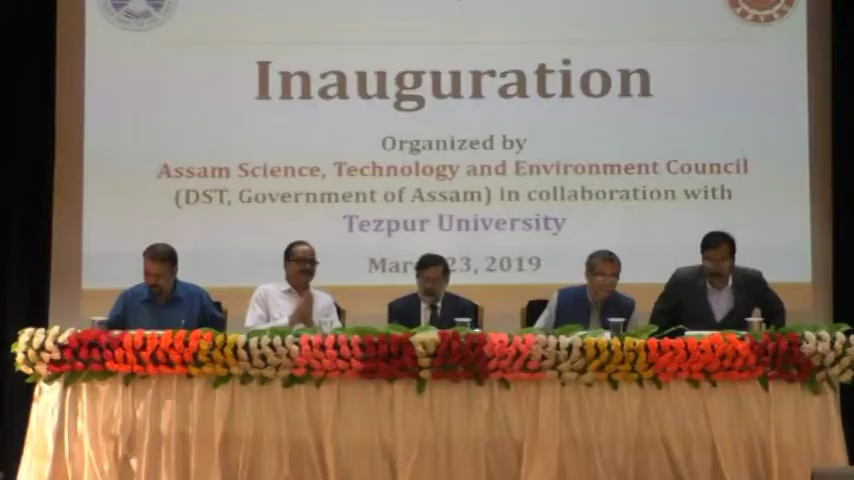 Inauguration
Organized by
Assam Science, Technology and Environment Council
(DST, Government of Assam) in collaboration with
Tezpur University
23, 2019